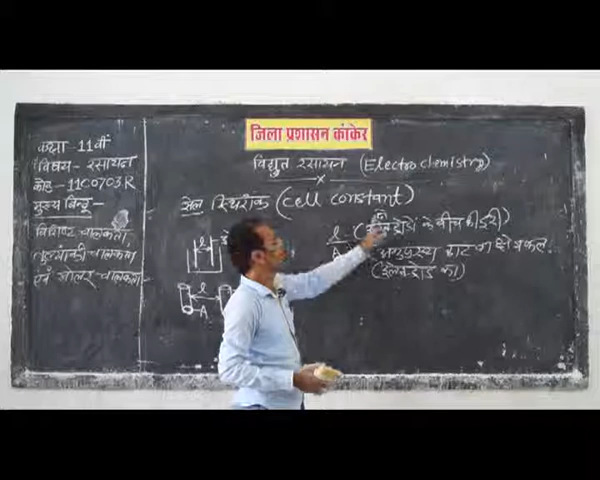 जिला प्रशासन कांकेर
कक्षा - 11वीं
विषय - रसायन
कोड - 11C0703R
मुख्य बिन्दु -
विशिष्ट चालकता,
तुल्यांकी चालकता
एवं मोलर चालकता
विद्युत रसायन (Electrochemistry)
सेल स्थिरांक (Cell constant)
l (इलेक्ट्रोडों के बीच की दूरी)
A अनुप्रस्थ काट का क्षेत्रफल
(इलेक्ट्रोड का)
l
l
A